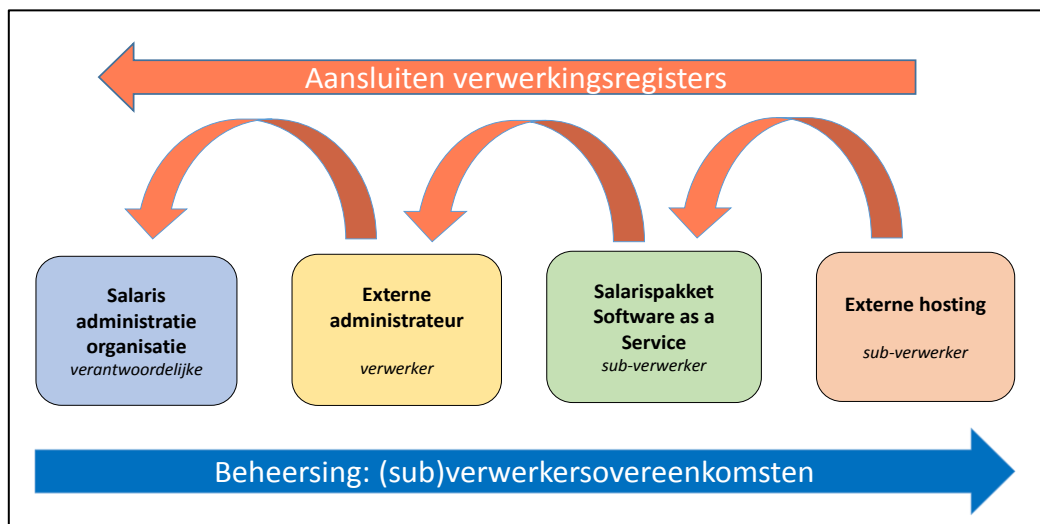 Aansluiten verwerkingsregisters
Salaris
administratie
organisatie
verantwoordelijke
Externe
administrateur
verwerker
Salarispakket
Software as a
Service
sub-verwerker
Externe hosting
sub-verwerker
Beheersing: (sub)verwerkersovereenkomsten